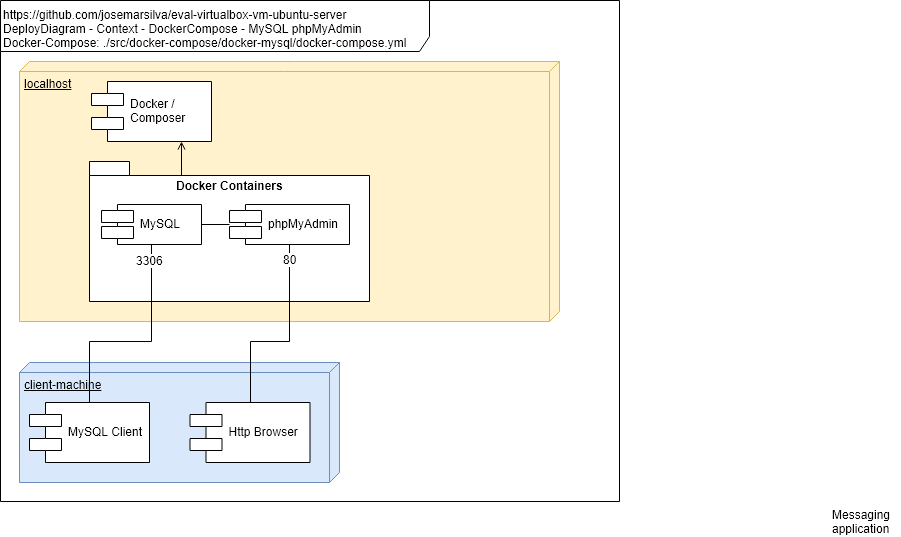 https://github.com/josemarsilva/eval-virtualbox-vm-ubuntu-server
DeployDiagram - Context - DockerCompose - MySQL phpMyAdmin
Docker-Compose: ./src/docker-compose/docker-mysql/docker-compose.yml
localhost
Docker /
Composer
Docker Containers
MySQL
phpMyAdmin
3306
80
client-machine
MySQL Client
Http Browser
Messaging
application